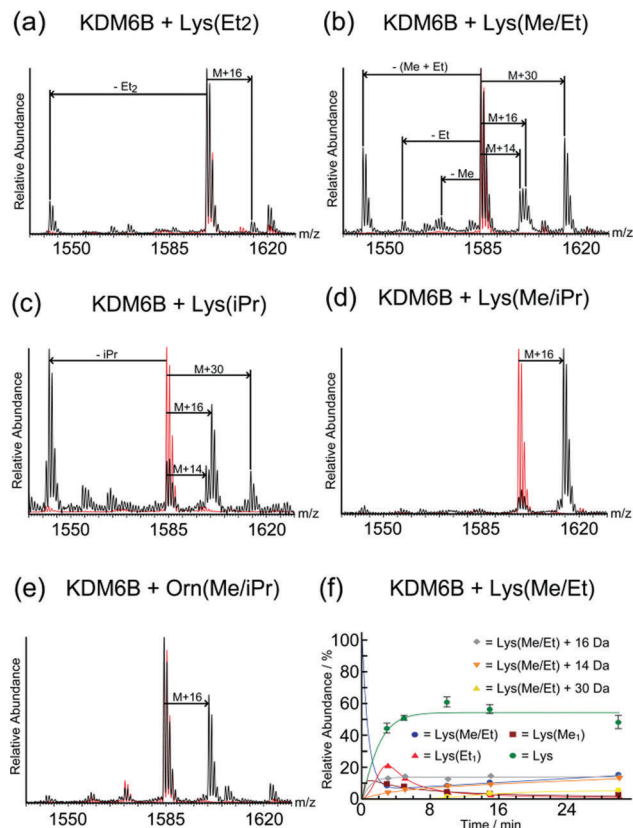 (a) KDM6B + Lys(Et2)
(b) KDM6B + Lys(Me/Et)
Relative Abundance
- Et2
M+16
1550 1585 1620 m/z
Relative Abundance
- (Me + Et)
M+30
M+16
- Et
M+14
- Me
1550 1585 1620 m/z
(c) KDM6B + Lys(iPr)
(d) KDM6B + Lys(Me/iPr)
Relative Abundance
- iPr
M+30
M+16
M+14
1550 1585 1620 m/z
Relative Abundance
M+16
1550 1585 1620 m/z
(e) KDM6B + Orn(Me/iPr)
(f) KDM6B + Lys(Me/Et)
Relative Abundance
M+16
1550 1585 1620 m/z
Relative Abundance / %
100
80
60
40
20
0
= Lys(Me/Et) + 16 Da
= Lys(Me/Et) + 14 Da
= Lys(Me/Et) + 30 Da
= Lys(Me/Et) = Lys(Me1)
= Lys(Et1) = Lys
0 8 16 24
Time / min